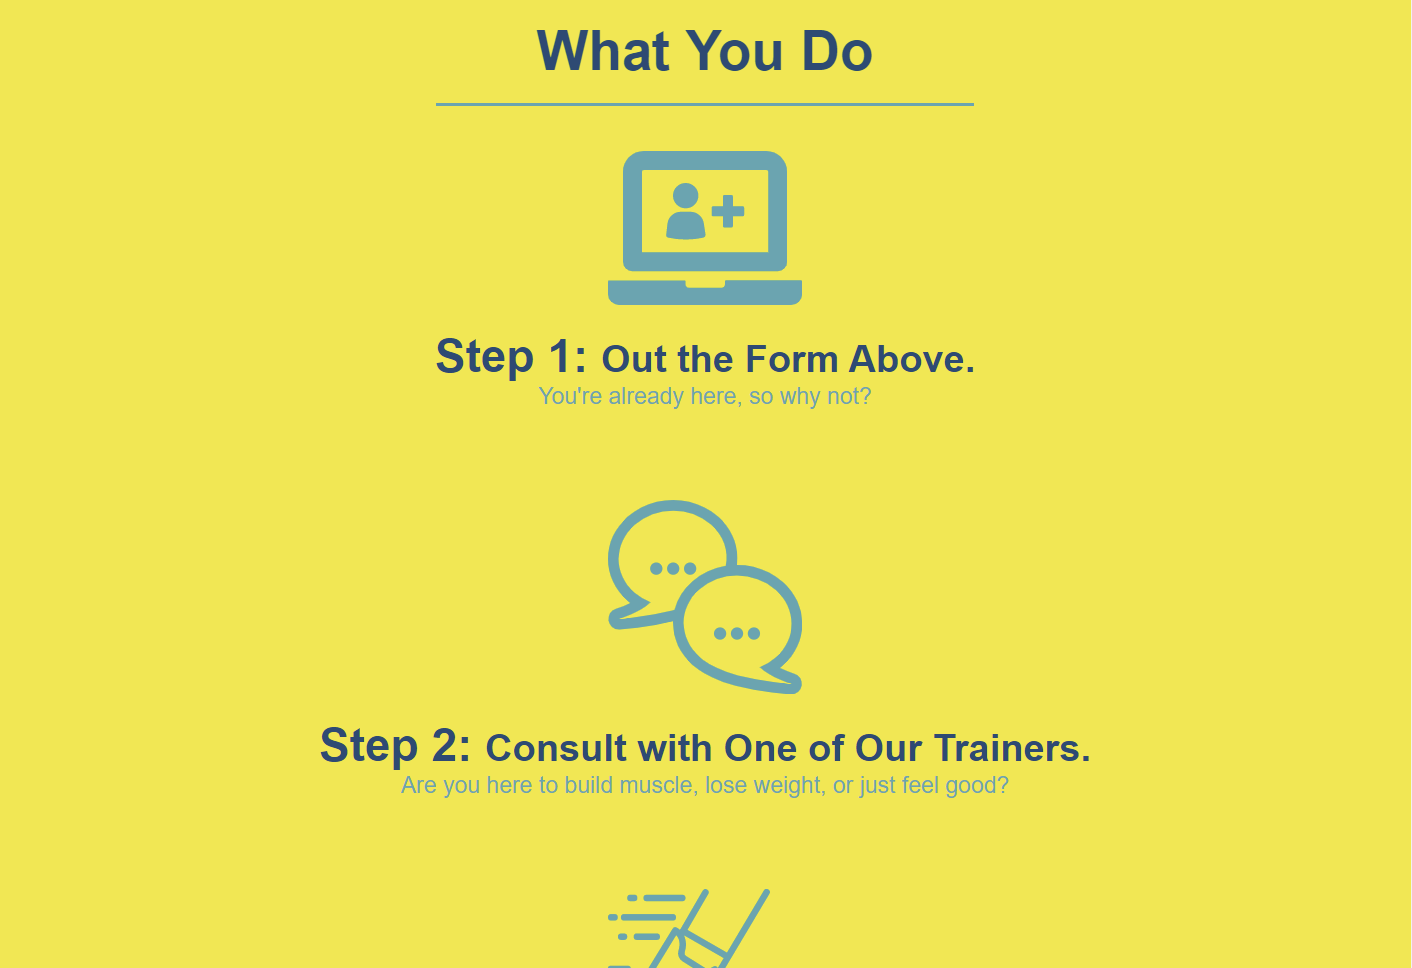 What You Do
Step 1: Out the Form Above.
You're already here, so why not?
Step 2: Consult with One of Our Trainers.
Are you here to build muscle, lose weight, or just feel good?